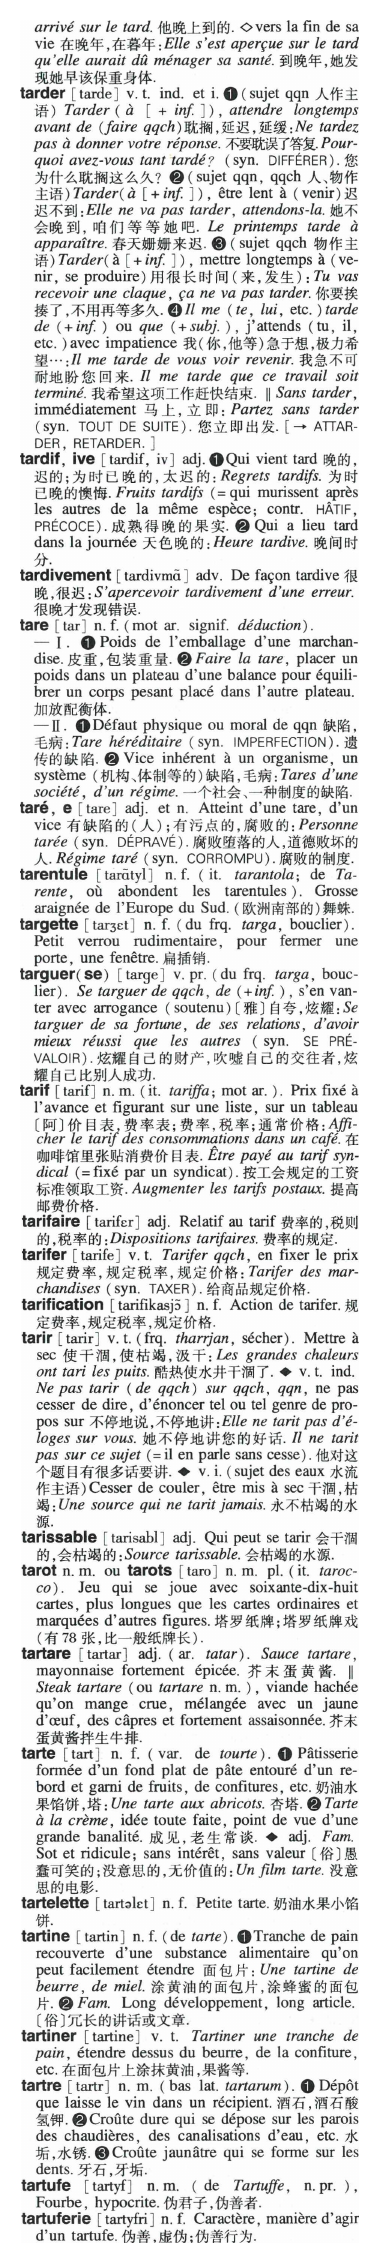 arrivé sur le tard. 他晚上到的. ◇vers la fin de sa
vie 在晚年,在暮年:Elle s'est aperçue sur le tard
qu'elle aurait dû ménager sa santé. 到晚年,她发
现她早该保重身体.
tarder [tarde] v. t. ind. et i. ❶(sujet qqn 人作主
语) Tarder (à [ + inf. ]), attendre longtemps
avant de (faire qqch)耽搁,延迟,延缓:Ne tardez
pas à donner votre réponse. 不要耽误了答复. Pour-
quoi avez-vous tant tardé? (syn. DIFFÉRER). 您
为什么耽搁这么久? ❷(sujet qqn, qqch 人、物作
主语)Tarder(à [+inf. ]), être lent à (venir)迟
迟不到:Elle ne va pas tarder, attendons-la. 她不
会晚到, 咱们等等她吧. Le printemps tarde à
apparaître. 春天姗姗来迟. ❸(sujet qqch 物作主
语)Tarder(à [+inf. ]), mettre longtemps à (ve-
nir, se produire)用很长时间(来,发生):Tu vas
recevoir une claque, ça ne va pas tarder. 你要挨
揍了,不用再等多久. ❹Il me (te, lui, etc. )tarde
de (+inf. ) ou que (+subj. ), j'attends (tu, il,
etc. )avec impatience 我(你,他等)急于想,极力希
望…:Il me tarde de vous voir revenir. 我急不可
耐地盼您回来. Il me tarde que ce travail soit
terminé. 我希望这项工作赶快结束. ‖ Sans tarder,
immédiatement 马上,立即: Partez sans tarder
(syn. TOUT DE SUITE). 您立即出发. [→ ATTAR-
DER, RETARDER. ]
tardif, ive [tardif, iv] adj. ❶Qui vient tard 晚的,
迟的;为时已晚的,太迟的: Regrets tardifs. 为时
已晚的懊悔. Fruits tardifs (=qui murissent après
les autres de la même espèce; contr. HÂTIF,
PRÉCOCE). 成熟得晚的果实. ❷ Qui a lieu tard
dans la journée 天色晚的:Heure tardive. 晚间时
分.
tardivement [tardivmɑ̃] adv. De façon tardive 很
晚,很迟:S'apercevoir tardivement d'une erreur.
很晚才发现错误.
tare [tar] n. f. (mot ar. signif. déduction).
— Ⅰ. ❶ Poids de l'emballage d'une marchan-
dise. 皮重,包装重量. ❷ Faire la tare, placer un
poids dans un plateau d'une balance pour équili-
brer un corps pesant placé dans l'autre plateau.
加放配衡体.
—Ⅱ. ❶Défaut physique ou moral de qqn 缺陷,
毛病:Tare héréditaire (syn. IMPERFECTION). 遗
传的缺陷. ❷ Vice inhérent à un organisme, un
système (机构、体制等的)缺陷,毛病:Tares d'une
société, d'un régime. 一个社会、一种制度的缺陷.
taré, e [tare] adj. et n. Atteint d'une tare, d'un
vice 有缺陷的(人);有污点的,腐败的: Personne
tarée (syn. DÉPRAVÉ). 腐败堕落的人,道德败坏的
人. Régime taré (syn. CORROMPU). 腐败的制度.
tarentule [tarɑ̃tyl] n. f. ( it. tarantola; de Ta-
rente, où abondent les tarentules ). Grosse
araignée de l'Europe du Sud. (欧洲南部的)舞蛛.
targette [tarʒɛt] n. f. (du frq. targa, bouclier).
Petit verrou rudimentaire, pour fermer une
porte, une fenêtre. 扁插销.
targuer(se) [targe] v. pr. (du frq. targa, bouc-
lier). Se targuer de qqch, de (+inf. ), s'en van-
ter avec arrogance (soutenu)〔雅〕自夸,炫耀:Se
targuer de sa fortune, de ses relations, d'avoir
mieux réussi que les autres ( syn. SE PRÉ-
VALOIR). 炫耀自己的财产,吹嘘自己的交往者,炫
耀自己比别人成功.
tarif [tarif] n. m. (it. tariffa; mot ar. ). Prix fixé à
l'avance et figurant sur une liste, sur un tableau
〔阿〕价目表,费率表;费率,税率;通常价格:Affi-
cher le tarif des consommations dans un café. 在
咖啡馆里张贴消费价目表. Être payé au tarif syn-
dical (=fixé par un syndicat). 按工会规定的工资
标准领取工资. Augmenter les tarifs postaux. 提高
邮费价格.
tarifaire [tarifɛr] adj. Relatif au tarif 费率的,税则
的,税率的:Dispositions tarifaires. 费率的规定.
tarifer [tarife] v. t. Tarifer qqch, en fixer le prix
规定费率,规定税率,规定价格:Tarifer des mar-
chandises (syn. TAXER). 给商品规定价格.
tarification [tarifikasjɔ̃] n. f. Action de tarifer. 规
定费率,规定税率,规定价格.
tarir [tarir] v. t. (frq. tharrjan, sécher). Mettre à
sec 使干涸,使枯竭,汲干: Les grandes chaleurs
ont tari les puits. 酷热使水井干涸了. ◆ v. t. ind.
Ne pas tarir (de qqch) sur qqch, qqn, ne pas
cesser de dire, d'énoncer tel ou tel genre de pro-
pos sur 不停地说,不停地讲:Elle ne tarit pas d'é-
loges sur vous. 她不停地讲您的好话. Il ne tarit
pas sur ce sujet (=il en parle sans cesse). 他对这
个题目有很多话要讲. ◆ v. i. (sujet des eaux 水流
作主语)Cesser de couler, être mis à sec 干涸,枯
竭:Une source qui ne tarit jamais. 永不枯竭的水
源.
tarissable [tarisabl] adj. Qui peut se tarir 会干涸
的,会枯竭的:Source tarissable. 会枯竭的水源.
tarot n. m. ou tarots [taro] n. m. pl. (it. taroc-
co). Jeu qui se joue avec soixante-dix-huit
cartes, plus longues que les cartes ordinaires et
marquées d'autres figures. 塔罗纸牌;塔罗纸牌戏
(有 78 张,比一般纸牌长).
tartare [tartar] adj. (ar. tatar). Sauce tartare,
mayonnaise fortement épicée. 芥末蛋黄酱. ‖
Steak tartare (ou tartare n. m. ), viande hachée
qu'on mange crue, mélangée avec un jaune
d'œuf, des câpres et fortement assaisonnée. 芥末
蛋黄酱拌生牛排.
tarte [tart] n. f. ( var. de tourte). ❶ Pâtisserie
formée d'un fond plat de pâte entouré d'un re-
bord et garni de fruits, de confitures, etc. 奶油水
果馅饼,塔:Une tarte aux abricots. 杏塔. ❷Tarte
à la crème, idée toute faite, point de vue d'une
grande banalité. 成见,老生常谈. ◆ adj. Fam.
Sot et ridicule; sans intérêt, sans valeur〔俗〕愚
蠢可笑的;没意思的,无价值的:Un film tarte. 没意
思的电影.
tartelette [tartəlɛt] n. f. Petite tarte. 奶油水果小馅
饼.
tartine [tartin] n. f. (de tarte). ❶Tranche de pain
recouverte d'une substance alimentaire qu'on
peut facilement étendre 面包片: Une tartine de
beurre, de miel. 涂黄油的面包片,涂蜂蜜的面包
片. ❷ Fam. Long développement, long article.
〔俗〕冗长的讲话或文章.
tartiner [tartine] v. t. Tartiner une tranche de
pain, étendre dessus du beurre, de la confiture,
etc. 在面包片上涂抹黄油,果酱等.
tartre [tartr] n. m. (bas lat. tartarum). ❶ Dépôt
que laisse le vin dans un récipient. 酒石,酒石酸
氢钾. ❷Croûte dure qui se dépose sur les parois
des chaudières, des canalisations d'eau, etc. 水
垢,水锈. ❸Croûte jaunâtre qui se forme sur les
dents. 牙石,牙垢.
tartufe [tartyf] n. m. ( de Tartuffe, n. pr. ),
Fourbe, hypocrite. 伪君子,伪善者.
tartuferie [tartyfri] n. f. Caractère, manière d'agir
d'un tartufe. 伪善,虚伪;伪善行为.